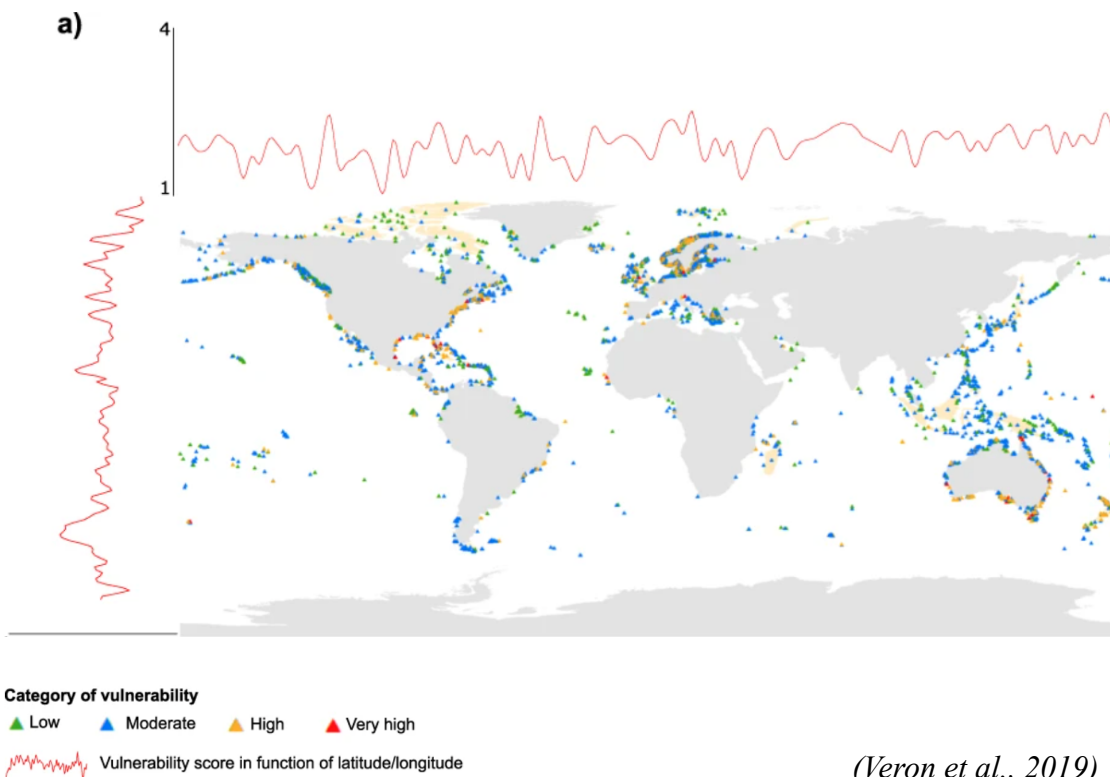 a)
4
1
Category of vulnerability
Low Moderate High Very high
Vulnerability score in function of latitude/longitude
(Veron et al., 2019)